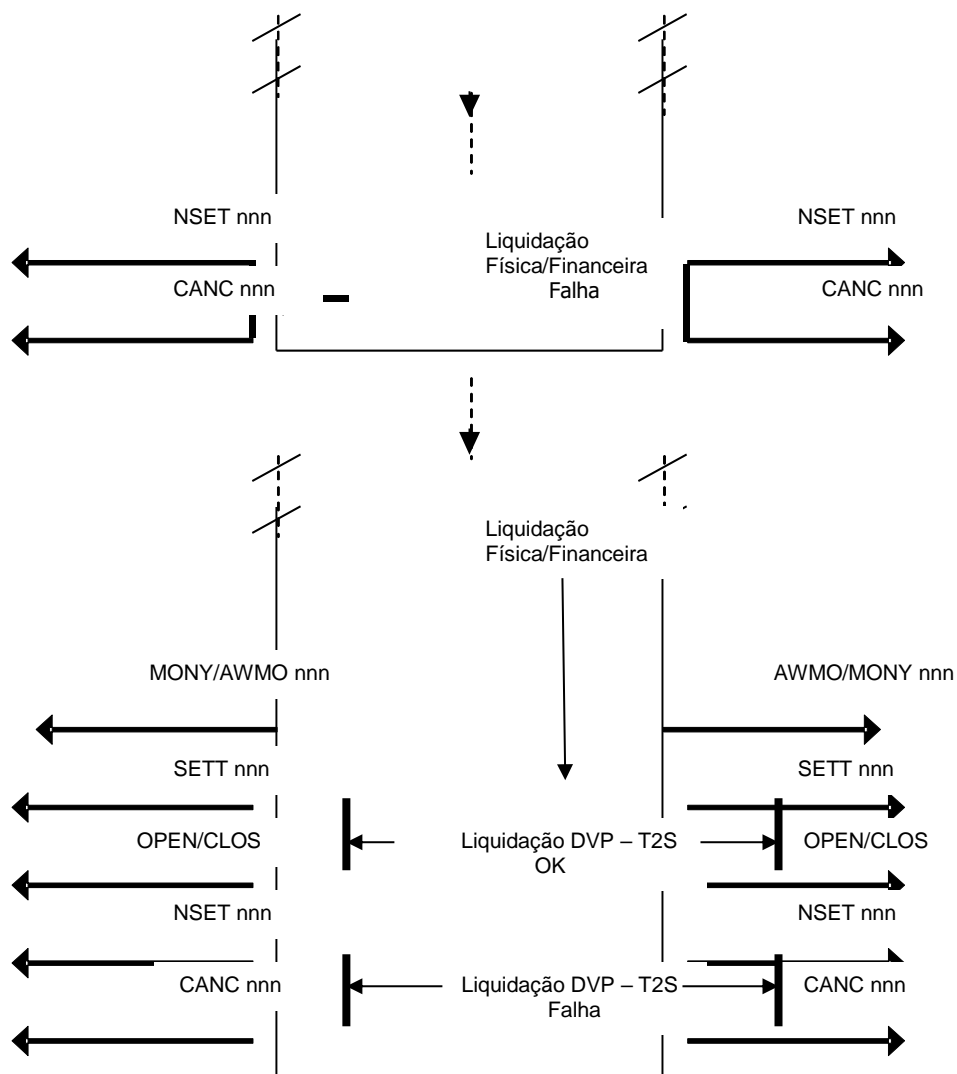 NSET nnn
NSET nnn
Liquidação
Física/Financeira
Falha
CANC nnn
CANC nnn
Liquidação
Física/Financeira
MONY/AWMO nnn
AWMO/MONY nnn
SETT nnn
SETT nnn
OPEN/CLOS
Liquidação DVP – T2S
OK
OPEN/CLOS
NSET nnn
NSET nnn
CANC nnn
Liquidação DVP – T2S
Falha
CANC nnn